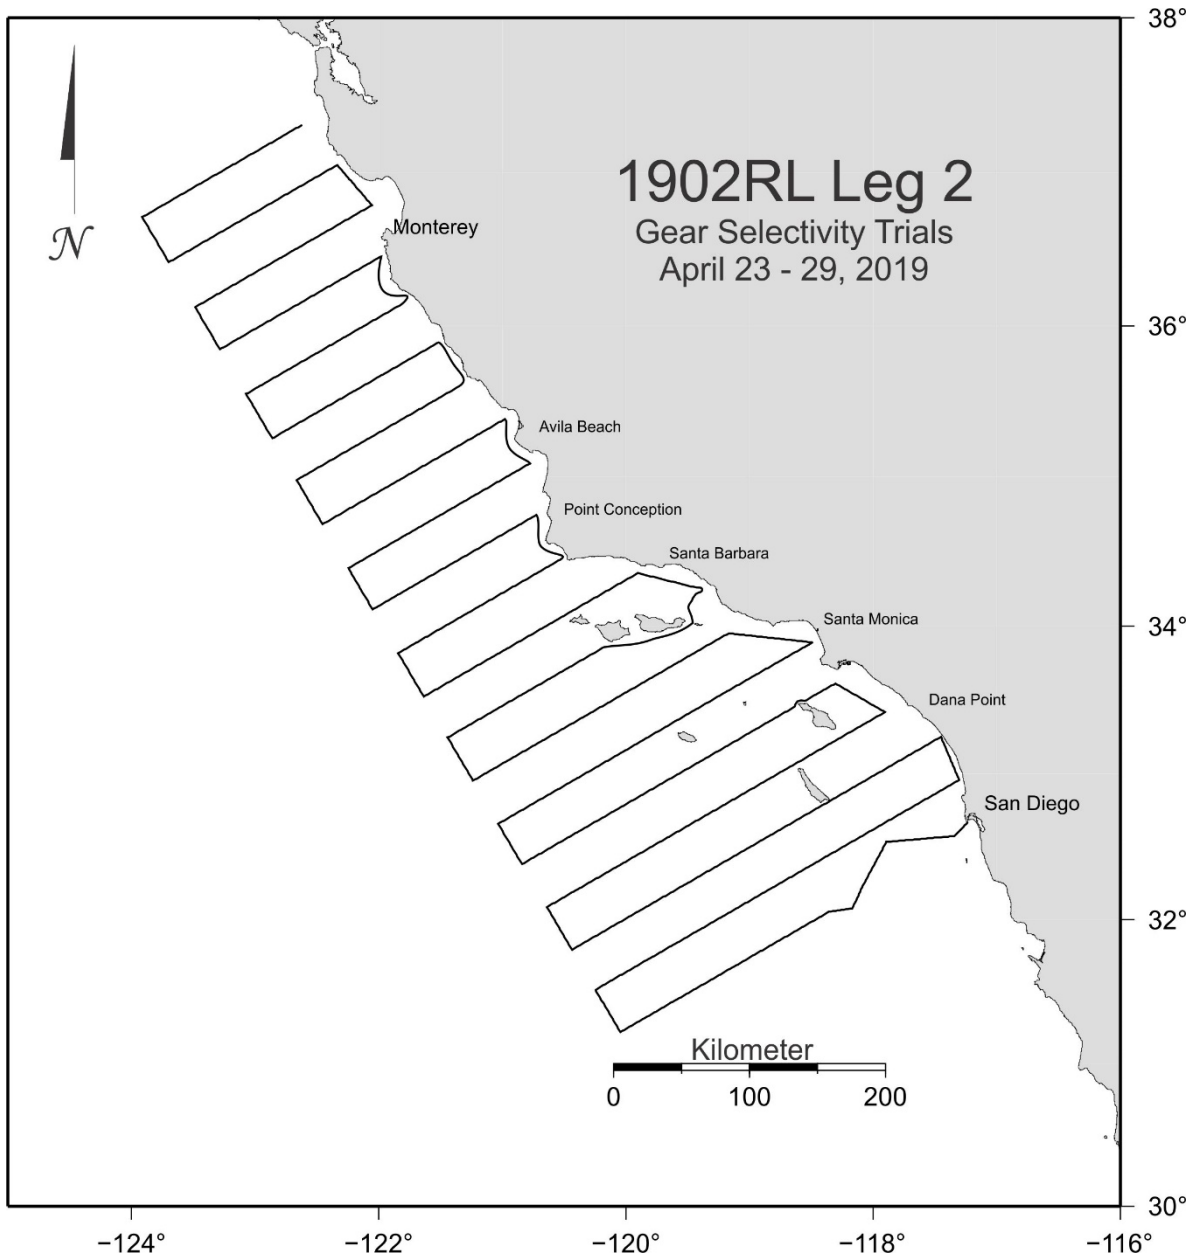 38°
1902RL Leg 2
Gear Selectivity Trials
April 23 - 29, 2019
N
Monterey
36°
Avila Beach
Point Conception
Santa Barbara
Santa Monica
34°
Dana Point
San Diego
32°
Kilometer
0 100 200
30°
−124° −122° −120° −118° −116°